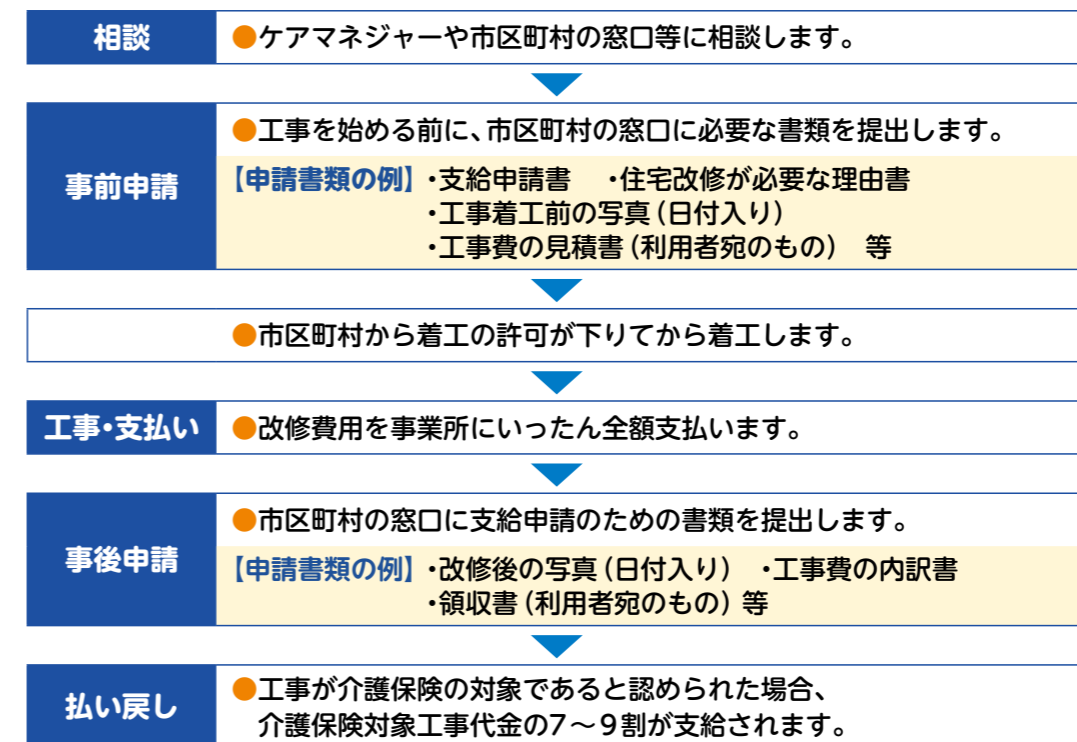 相談 ●ケアマネジャーや市区町村の窓口等に相談します。
事前申請 ●工事を始める前に、市区町村の窓口に必要な書類を提出します。
【申請書類の例】・支給申請書 ・住宅改修が必要な理由書
・工事着工前の写真（日付入り）
・工事費の見積書（利用者宛のもの） 等
●市区町村から着工の許可が下りてから着工します。
工事・支払い ●改修費用を事業所にいったん全額支払います。
事後申請 ●市区町村の窓口に支給申請のための書類を提出します。
【申請書類の例】・改修後の写真（日付入り） ・工事費の内訳書
・領収書（利用者宛のもの）等
払い戻し ●工事が介護保険の対象であると認められた場合、
介護保険対象工事代金の7～9割が支給されます。